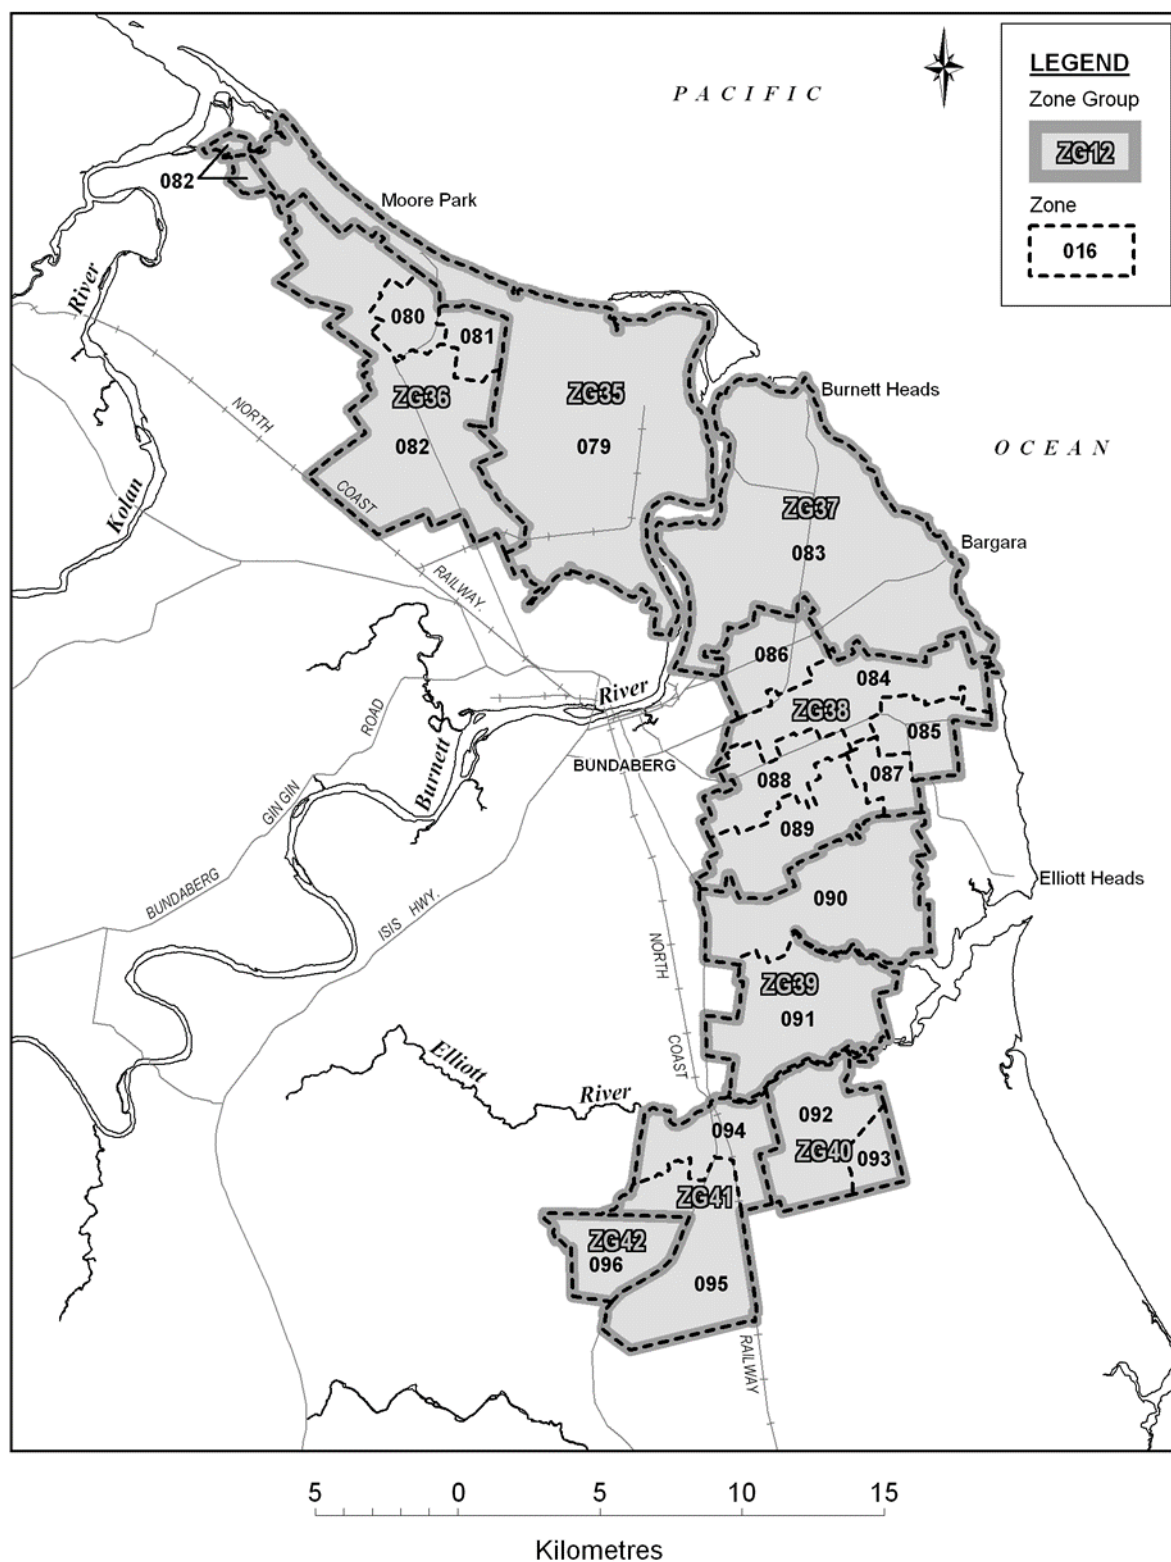 PACIFIC
LEGEND
Zone Group
ZG12
Zone
016
082
Moore Park
River
080
081
ZG36
ZG35
Burnett Heads
NORTH
082
079
OCEAN
COAST
Kolan
ZG37
083
Bargara
RAILWAY.
086
084
River
ZG38
ROAD
085
Burnett
BUNDABERG
088
087
GIN GIN
089
BUNDABERG
ISIS HWY.
090
Elliott Heads
NORTH
ZG39
091
COAST
Elliott
River
092
094
ZG40
093
ZG41
ZG42
096
095
RAILWAY
5 0 5 10 15
Kilometres